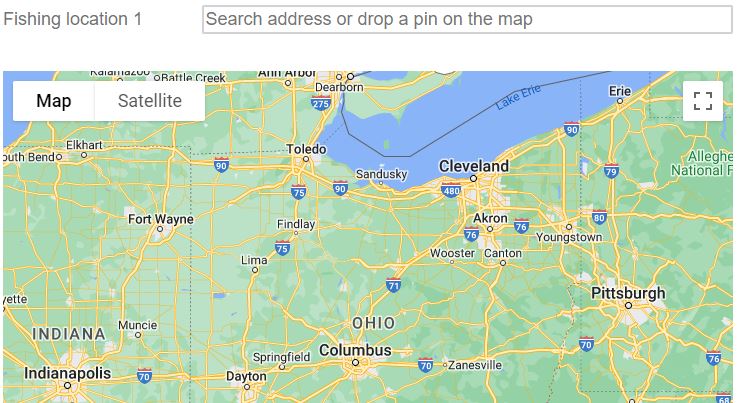 Fishing location 1
Search address or drop a pin on the map
Map
Satellite
Kalamazoo
Battle Creek
Ann Arbor
Dearborn
275
Lake Erie
Erie
90
Elkhart
outh Bend
90
Toledo
Sandusky
Cleveland
79
Alleghe
National F
75
90
480
Fort Wayne
Findlay
Akron
76
80
76
Youngstown
75
Lima
Wooster
Canton
71
Pittsburgh
yette
Muncie
INDIANA
OHIO
Springfield
Columbus
70
70
Zanesville
76
Indianapolis
70
Dayton
68